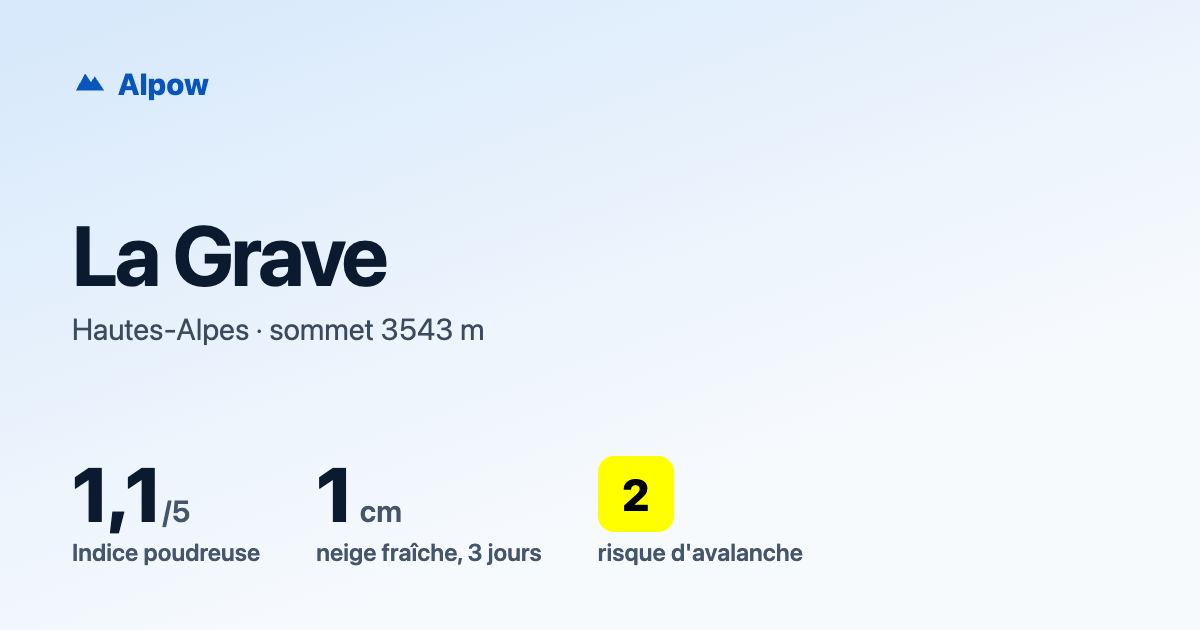 Alpow
La Grave
Hautes-Alpes · sommet 3543 m
1,1/5
Indice poudreuse
1 cm
neige fraîche, 3 jours
2
risque d'avalanche